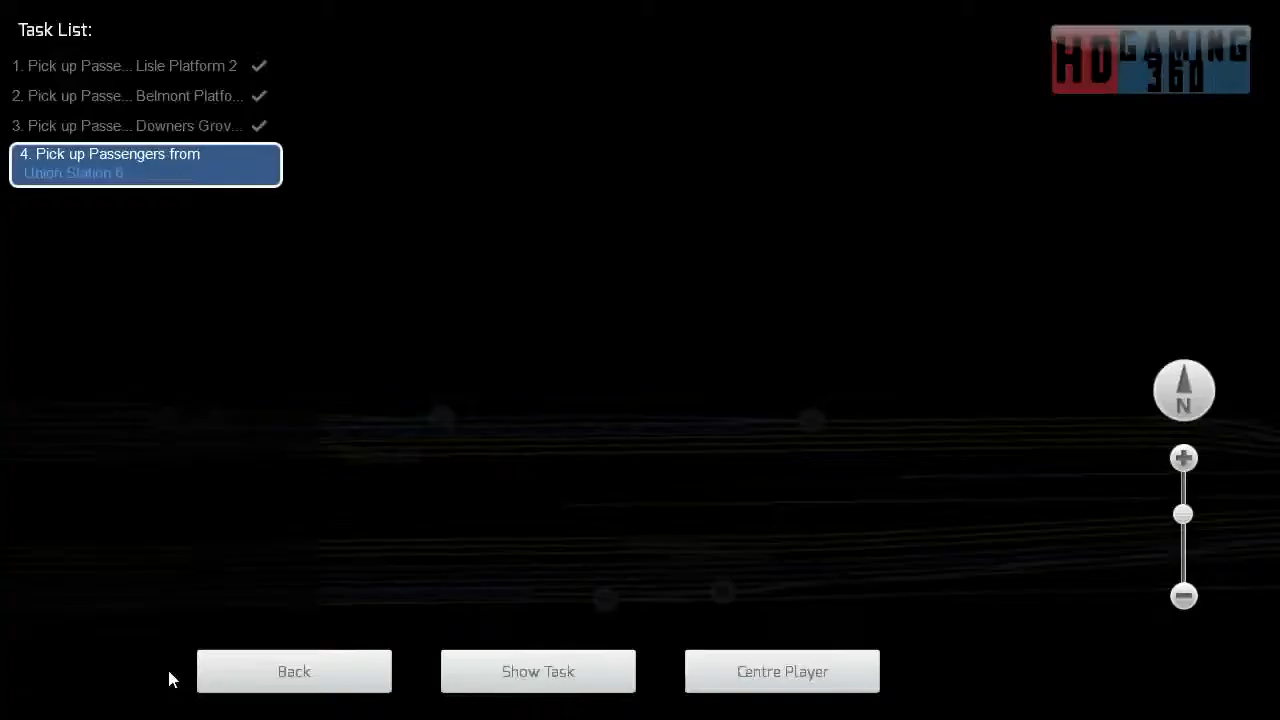 Task List:
1. Pick up Passe... Lisle Platform 2
2. Pick up Passe... Belmont Platfo...
3. Pick up Passe... Downers Grov...
4. Pick up Passengers from
Union Station 6
HD GAMING
360
N
Back
Show Task
Centre Player